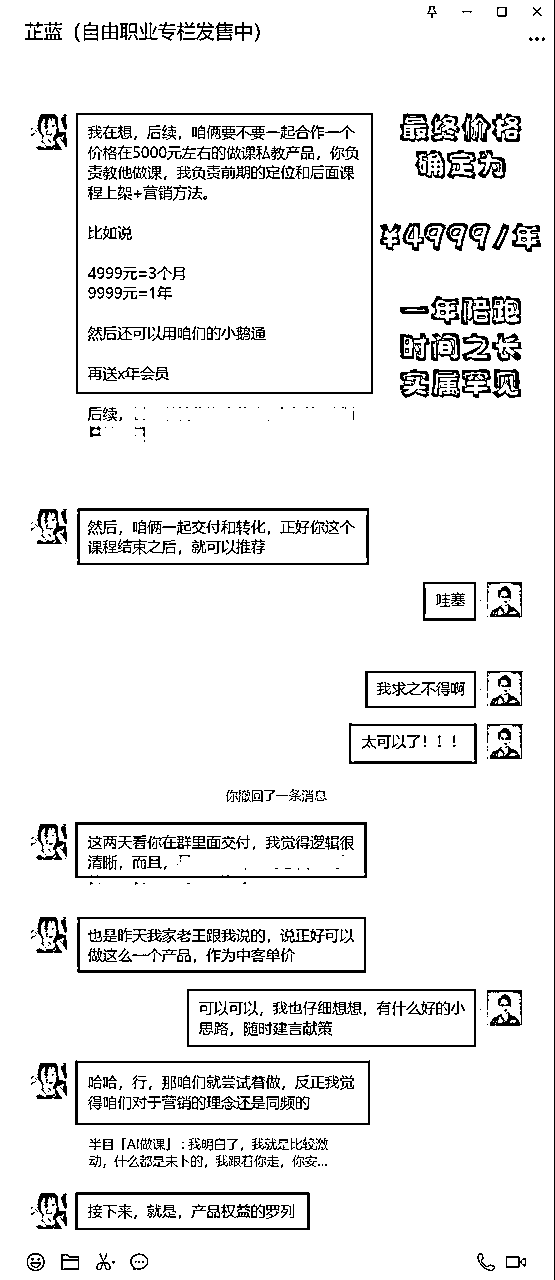 芷蓝（自由职业专栏发售中）
我在想，后续，咱俩要不要一起合作一个
价格在5000元左右的做课私教产品，你负
责教他做课，我负责前期的定位和后面课
程上架+营销方法。
比如说
4999元=3个月
9999元=1年
然后还可以用咱们的小鹅通
再送x年会员
后续，
最终价格
确定为
¥4999/年
一年陪跑
时间之长
实属罕见
然后，咱俩一起交付和转化，正好你这个
课程结束之后，就可以推荐
哇塞
我求之不得啊
太可以了！！！
你撤回了一条消息
这两天看你在群里面交付，我觉得逻辑很
清晰，而且，
也是昨天我家老王跟我说的，说正好可以
做这么一个产品，作为中客单价
可以可以，我也仔细想想，有什么好的小
思路，随时建言献策
哈哈，行，那咱们就尝试着做，反正我觉
得咱们对于营销的理念还是同频的
半目「AI做课」：我明白了，我就是比较激
动，什么都是未卜的，我跟着你走，你安...
接下来，就是，产品权益的罗列